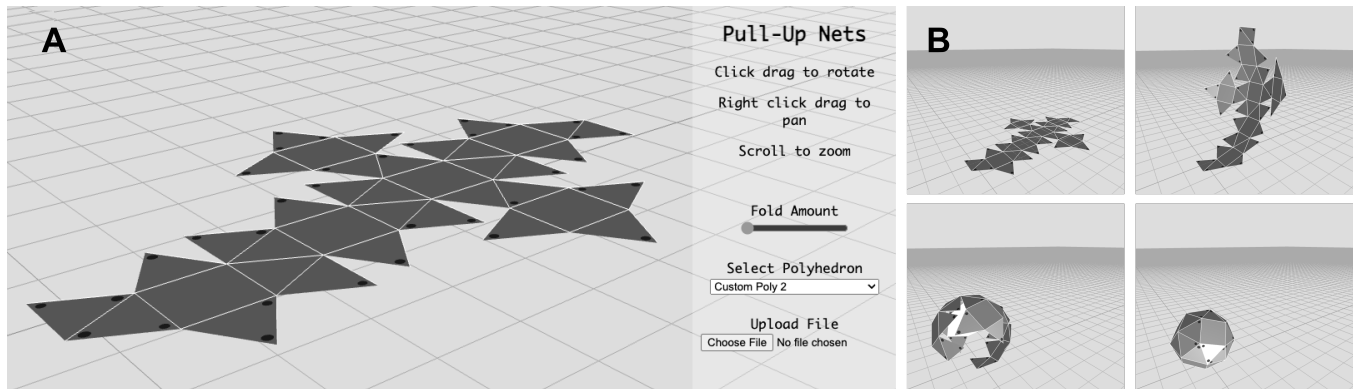 A
Pull-Up Nets
Click drag to rotate
Right click drag to
pan
Scroll to zoom
Fold Amount
Select Polyhedron
Custom Poly 2
Upload File
Choose File No file chosen
B